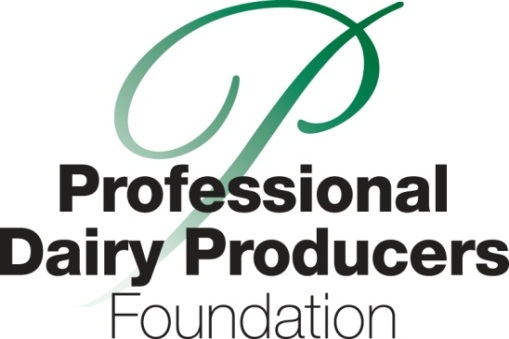 P
Professional
Dairy Producers
Foundation